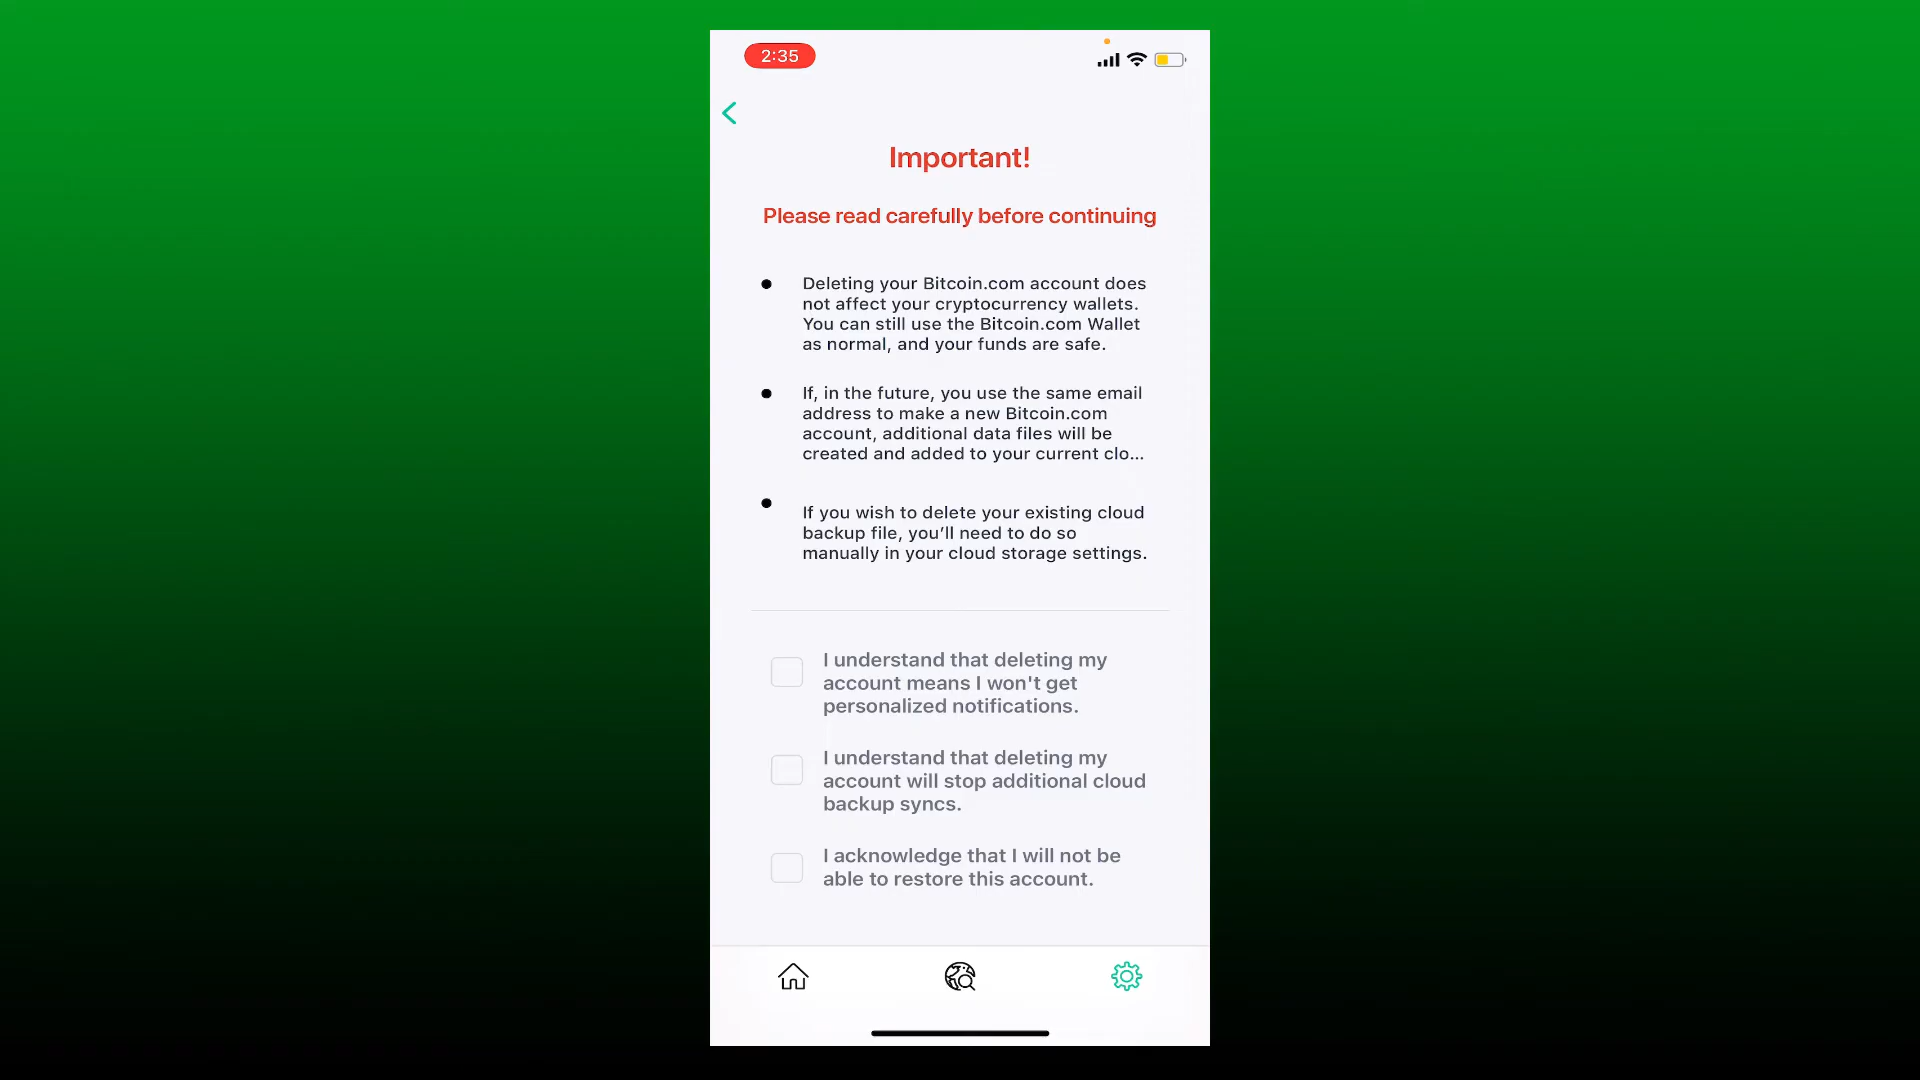 2:35
Important!
Please read carefully before continuing
Deleting your Bitcoin.com account does
not affect your cryptocurrency wallets.
You can still use the Bitcoin.com Wallet
as normal, and your funds are safe.
If, in the future, you use the same email
address to make a new Bitcoin.com
account, additional data files will be
created and added to your current clo...
If you wish to delete your existing cloud
backup file, you’ll need to do so
manually in your cloud storage settings.
I understand that deleting my
account means I won't get
personalized notifications.
I understand that deleting my
account will stop additional cloud
backup syncs.
I acknowledge that I will not be
able to restore this account.